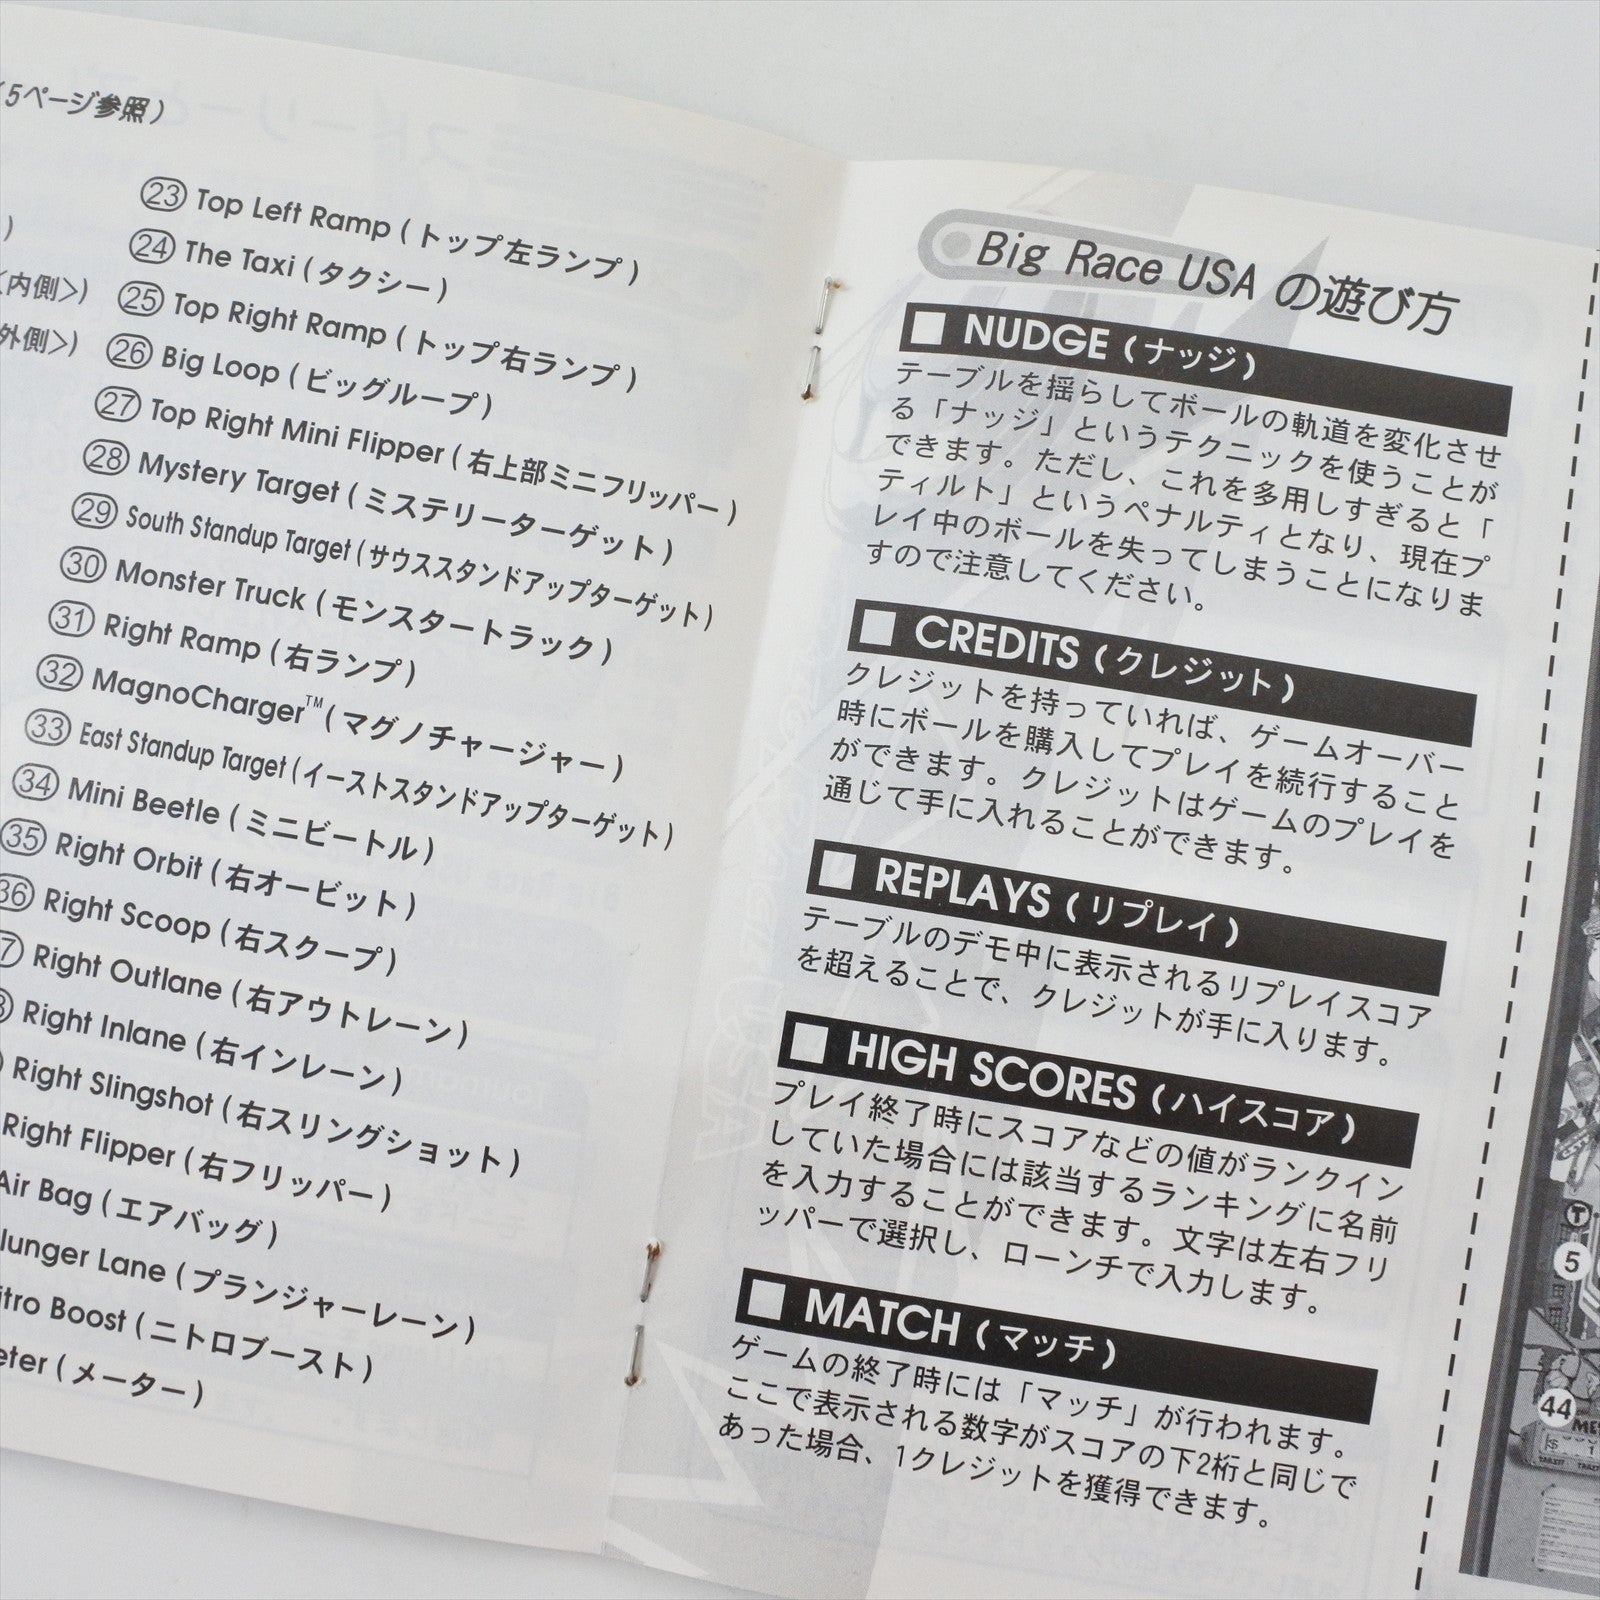 (5ページ参照)
)
<内側>)
外側>)
㉓ Top Left Ramp (トップ左ランプ)
㉔ The Taxi (タクシー)
㉕ Top Right Ramp (トップ右ランプ)
㉖ Big Loop (ビッグループ)
㉗ Top Right Mini Flipper (右上部ミニフリッパー)
㉘ Mystery Target (ミステリーターゲット)
㉙ South Standup Target (サウススタンドアップターゲット)
㉚ Monster Truck (モンスタートラック)
㉛ Right Ramp (右ランプ)
㉜ MagnoCharger™ (マグノチャージャー)
㉝ East Standup Target (イーストスタンドアップターゲット)
㉞ Mini Beetle (ミニビートル)
㉟ Right Orbit (右オービット)
36 Right Scoop (右スクープ)
7 Right Outlane (右アウトレーン)
8 Right Inlane (右インレーン)
Right Slingshot (右スリングショット)
Right Flipper (右フリッパー)
Air Bag (エアバッグ)
lunger Lane (プランジャーレーン)
itro Boost (ニトロブースト)
eter (メーター)
Big Race USA の遊び方
□ NUDGE (ナッジ)
テーブルを揺らしてボールの軌道を変化させ
る「ナッジ」というテクニックを使うことが
できます。ただし、これを多用しすぎると「
ティルト」というペナルティとなり、現在プ
レイ中のボールを失ってしまうことになりま
すので注意してください。
□ CREDITS (クレジット)
クレジットを持っていれば、ゲームオーバー
時にボールを購入してプレイを続行すること
ができます。クレジットはゲームのプレイを
通じて手に入れることができます。
□ REPLAYS (リプレイ)
テーブルのデモ中に表示されるリプレイスコア
を超えることで、クレジットが手に入ります。
□ HIGH SCORES (ハイスコア)
プレイ終了時にスコアなどの値がランクイン
していた場合には該当するランキングに名前
を入力することができます。文字は左右フリ
ッパーで選択し、ローンチで入力します。
□ MATCH (マッチ)
ゲームの終了時には「マッチ」が行われます。
ここで表示される数字がスコアの下2桁と同じで
あった場合、1クレジットを獲得できます。
T
5
44